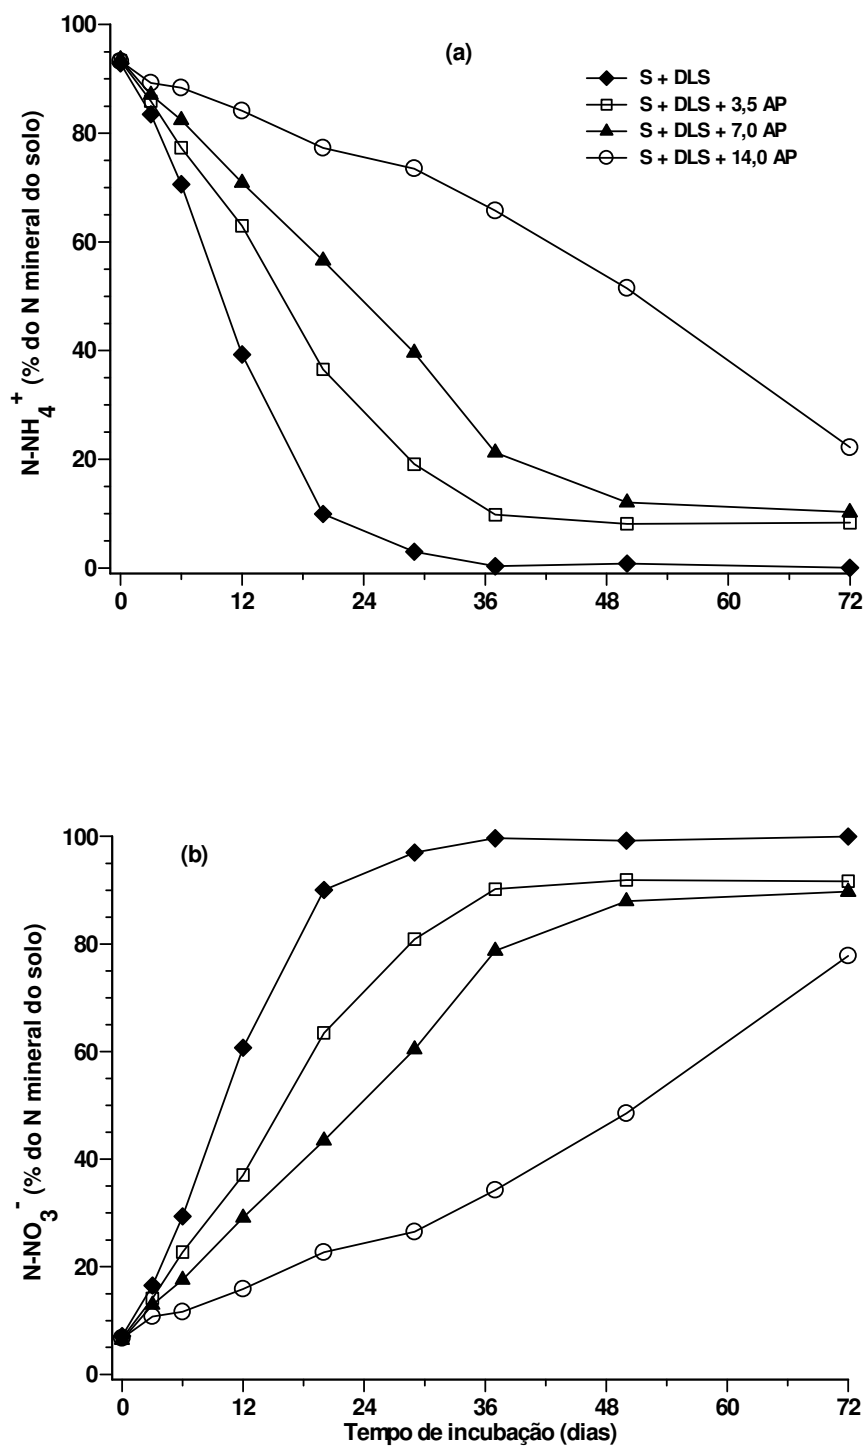 (a)
S + DLS
S + DLS + 3,5 AP
S + DLS + 7,0 AP
S + DLS + 14,0 AP
N-NH4+ (% do N mineral do solo)
100
80
60
40
20
0
0 12 24 36 48 60 72
(b)
N-NO3- (% do N mineral do solo)
100
80
60
40
20
0
0 12 24 36 48 60 72
Tempo de incubação (dias)